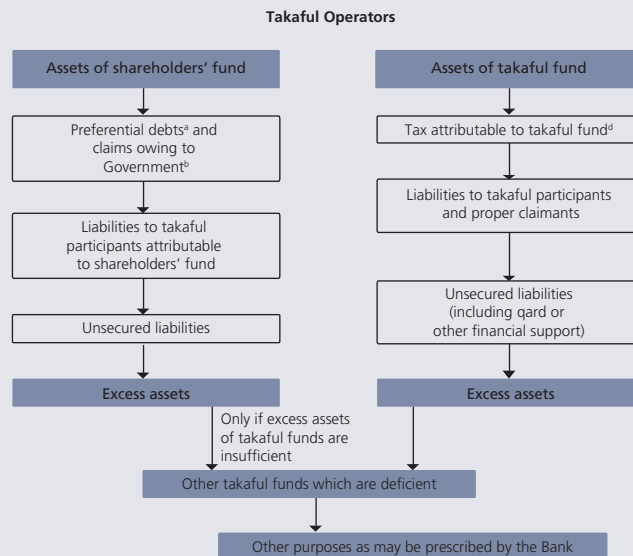 Takaful Operators
Assets of shareholders’ fund
Preferential debtsᵃ and
claims owing to
Governmentᵇ
Liabilities to takaful
participants attributable
to shareholders’ fund
Unsecured liabilities
Excess assets
Assets of takaful fund
Tax attributable to takaful fundᵈ
Liabilities to takaful participants
and proper claimants
Unsecured liabilities
(including qard or
other financial support)
Excess assets
Only if excess assets
of takaful funds are
insufficient
Other takaful funds which are deficient
Other purposes as may be prescribed by the Bank